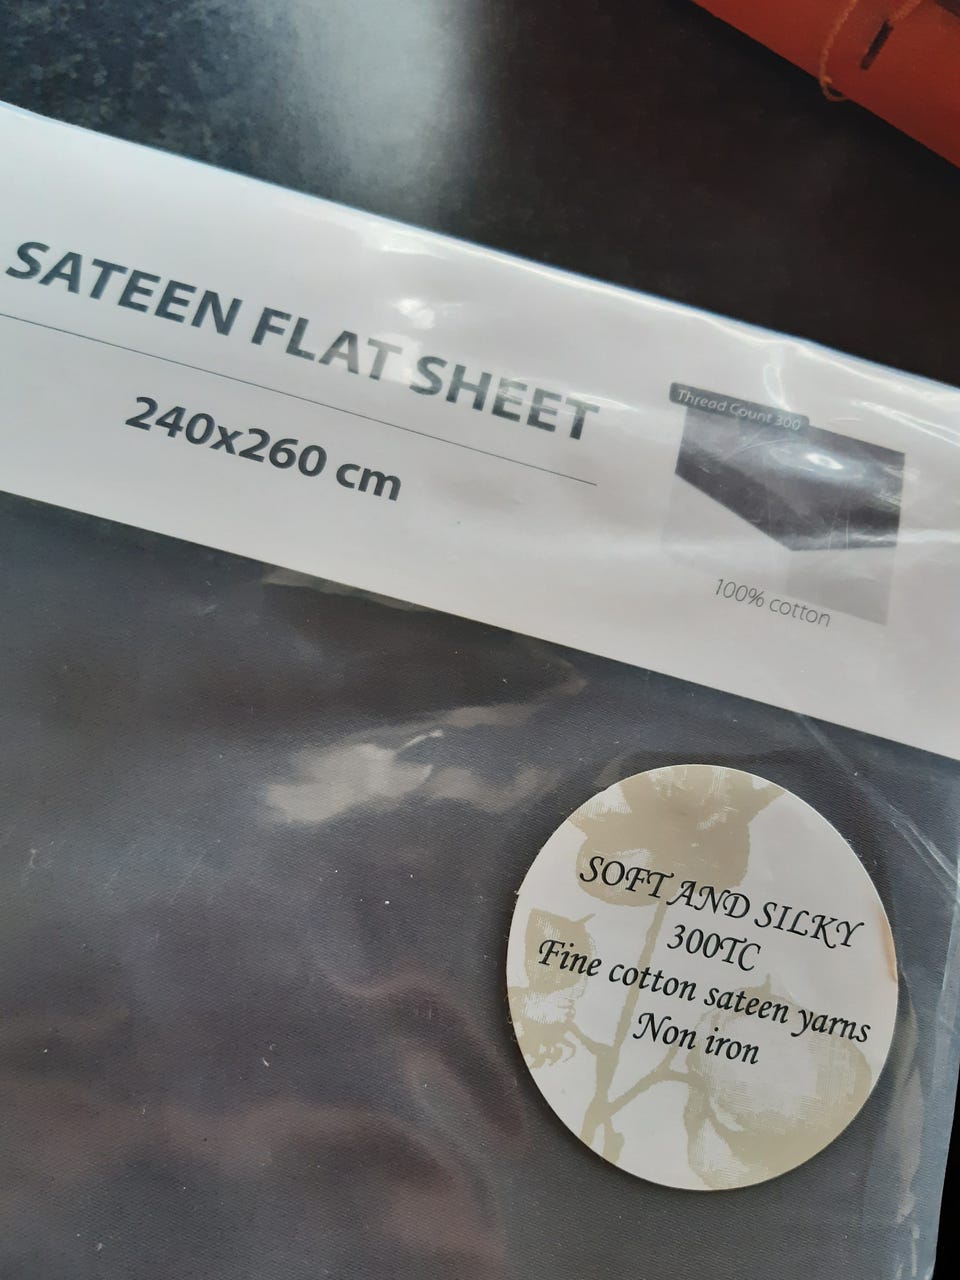 SATEEN FLAT SHEET
240x260 cm
Thread Count 300
100% cotton
SOFT AND SILKY
300TC
Fine cotton sateen yarns
Non iron